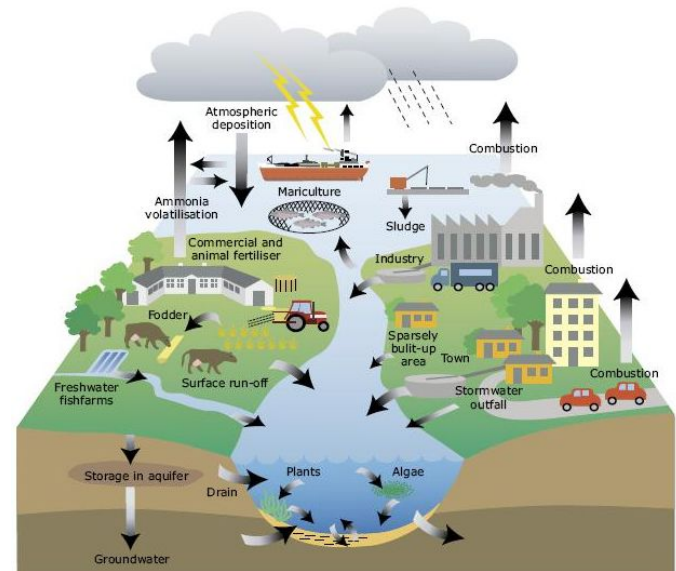 Atmospheric
deposition
Combustion
Mariculture
Ammonia
volatilisation
Sludge
Commercial and
animal fertiliser
Industry
Combustion
Fodder
Sparsely
bulit-up
area
Town
Combustion
Freshwater
fishfarms
Surface run-off
Stormwater
outfall
Storage in aquifer
Plants
Algae
Drain
Groundwater